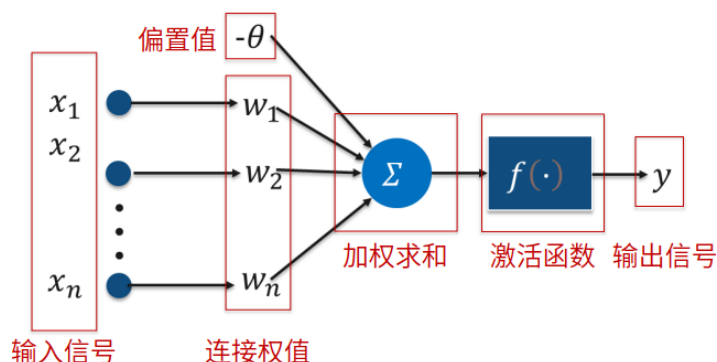 偏置值 -θ
x₁ w₁
x₂ w₂ Σ f(·) y
加权求和 激活函数 输出信号
xₙ wₙ
输入信号 连接权值